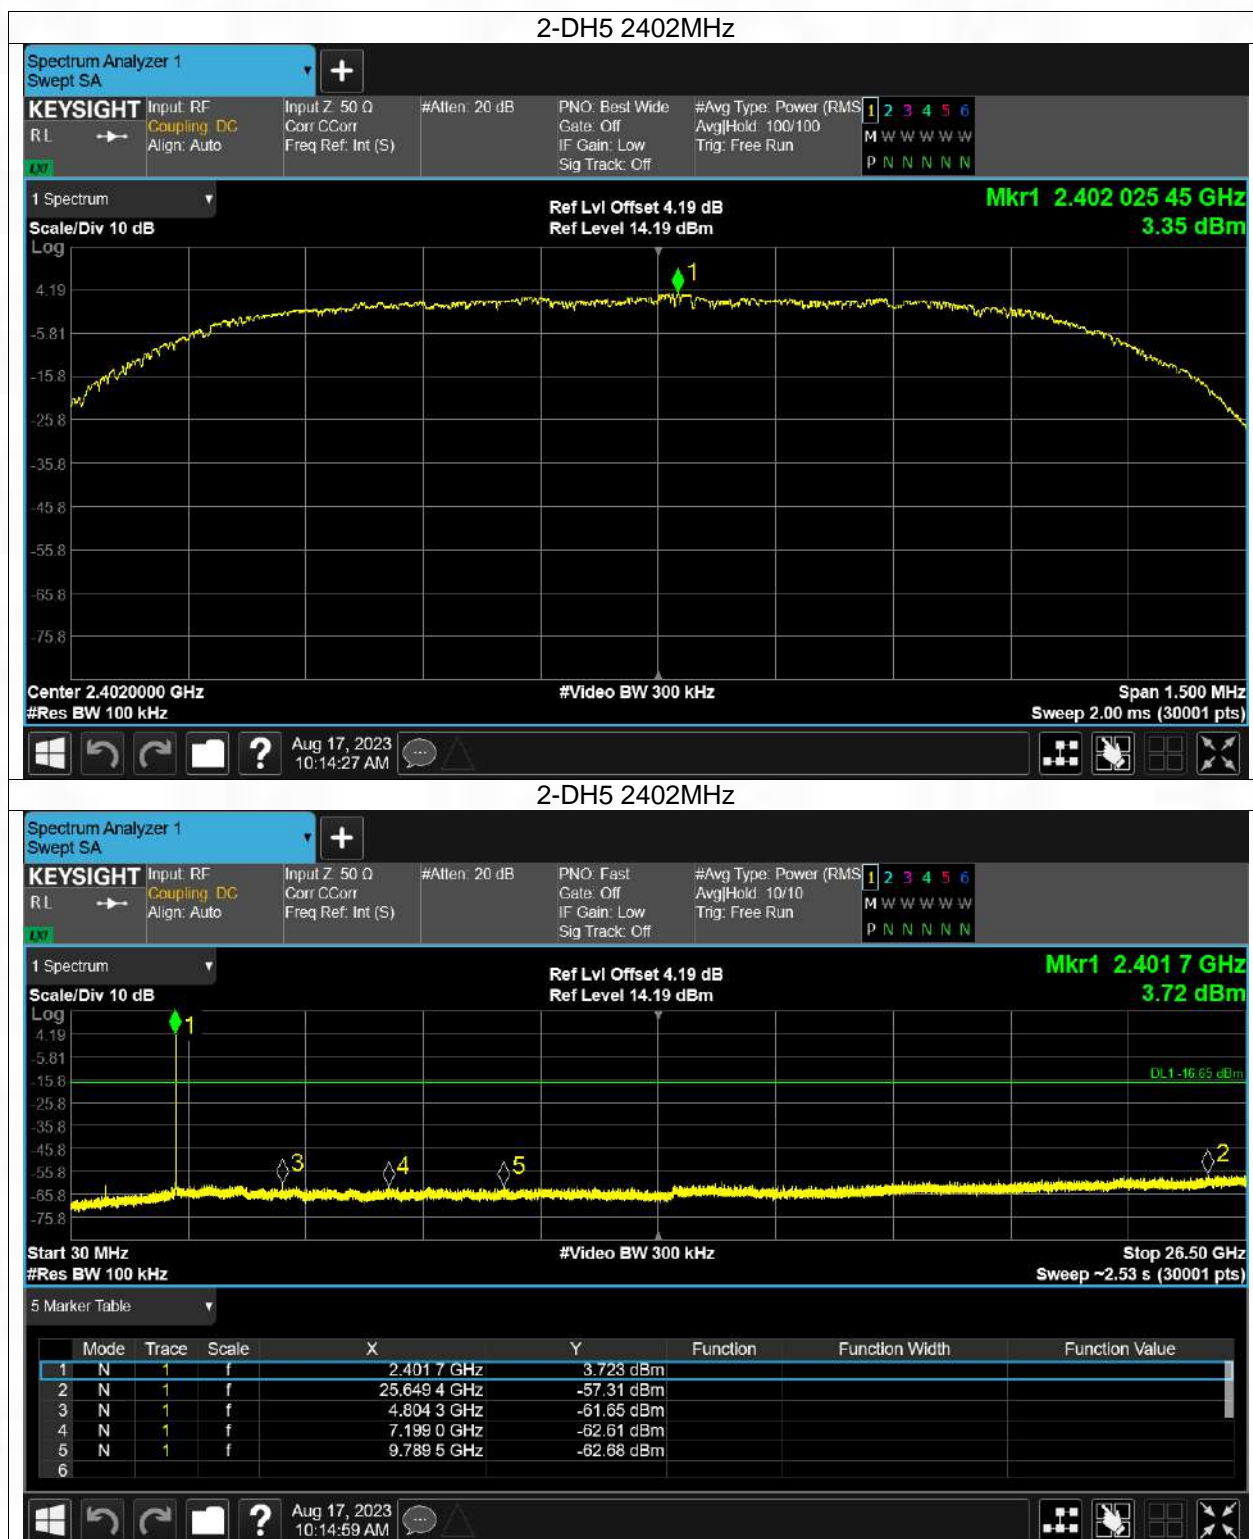 2-DH5 2402MHz
Spectrum Analyzer 1
Swept SA
+
KEYSIGHT Input: RF Input Z: 50 Ω #Atten: 20 dB PNO: Best Wide #Avg Type: Power (RMS 1 2 3 4 5 6
RL Coupling: DC Corr CCorr Gate: Off Avg|Hold: 100/100 M W W W W W
Align: Auto Freq Ref: Int (S) IF Gain: Low Trig: Free Run
LXI Sig Track: Off P N N N N N
1 Spectrum Ref Lvl Offset 4.19 dB Mkr1 2.402 025 45 GHz
Scale/Div 10 dB Ref Level 14.19 dBm 3.35 dBm
Log
1
4.19
-5.81
-15.8
-25.8
-35.8
-45.8
-55.8
-65.8
-75.8
Center 2.4020000 GHz #Video BW 300 kHz Span 1.500 MHz
#Res BW 100 kHz Sweep 2.00 ms (30001 pts)
? Aug 17, 2023
10:14:27 AM
2-DH5 2402MHz
Spectrum Analyzer 1
Swept SA
+
KEYSIGHT Input: RF Input Z: 50 Ω #Atten: 20 dB PNO: Fast #Avg Type: Power (RMS 1 2 3 4 5 6
RL Coupling: DC Corr CCorr Gate: Off Avg|Hold: 10/10 M W W W W W
Align: Auto Freq Ref: Int (S) IF Gain: Low Trig: Free Run
LXI Sig Track: Off P N N N N N
1 Spectrum Ref Lvl Offset 4.19 dB Mkr1 2.401 7 GHz
Scale/Div 10 dB Ref Level 14.19 dBm 3.72 dBm
Log
1
4.19
-5.81
-15.8 DL1 -16.65 dBm
-25.8
-35.8
-45.8
3 4 5 2
-55.8
-65.8
-75.8
Start 30 MHz #Video BW 300 kHz Stop 26.50 GHz
#Res BW 100 kHz Sweep ~2.53 s (30001 pts)
5 Marker Table
Mode Trace Scale X Y Function Function Width Function Value
1 N 1 f 2.401 7 GHz 3.723 dBm
2 N 1 f 25.649 4 GHz -57.31 dBm
3 N 1 f 4.804 3 GHz -61.65 dBm
4 N 1 f 7.199 0 GHz -62.61 dBm
5 N 1 f 9.789 5 GHz -62.68 dBm
6
? Aug 17, 2023
10:14:59 AM